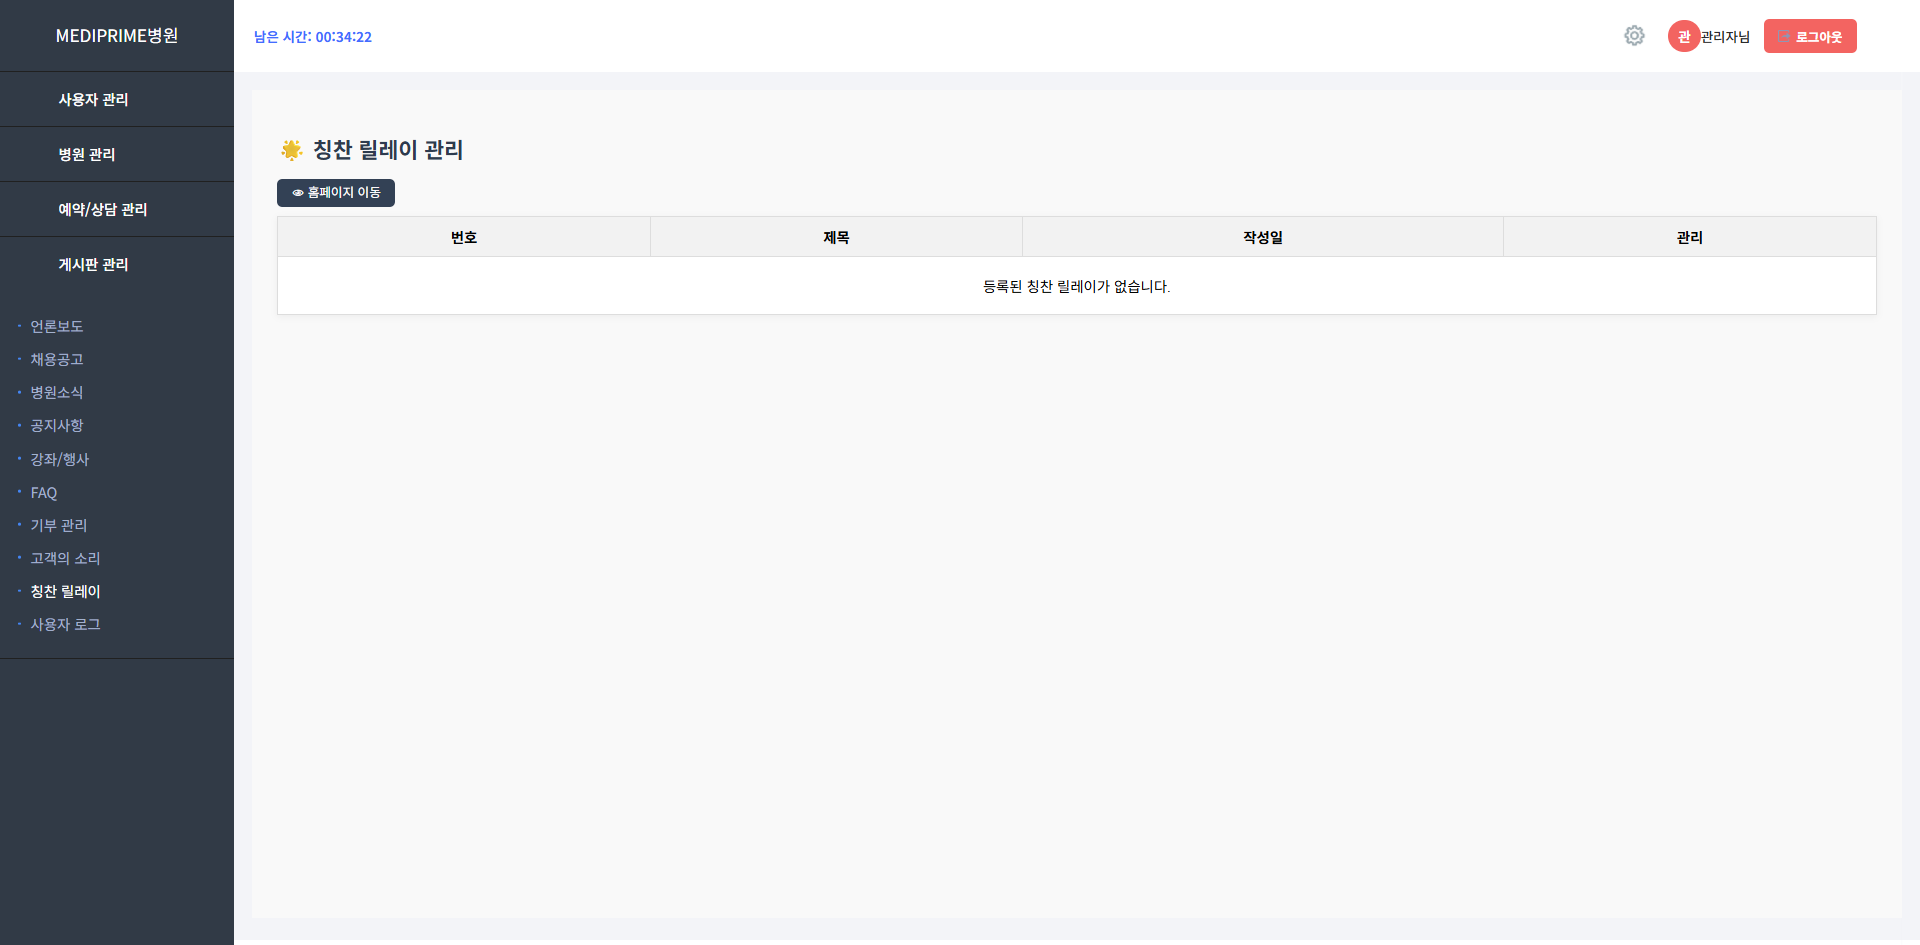 MEDIPRIME병원
남은 시간: 00:34:22
관 관리자님 로그아웃
사용자 관리
병원 관리
예약/상담 관리
게시판 관리
언론보도
채용공고
병원소식
공지사항
강좌/행사
FAQ
기부 관리
고객의 소리
칭찬 릴레이
사용자 로그
칭찬 릴레이 관리
홈페이지 이동
번호 제목 작성일 관리
등록된 칭찬 릴레이가 없습니다.